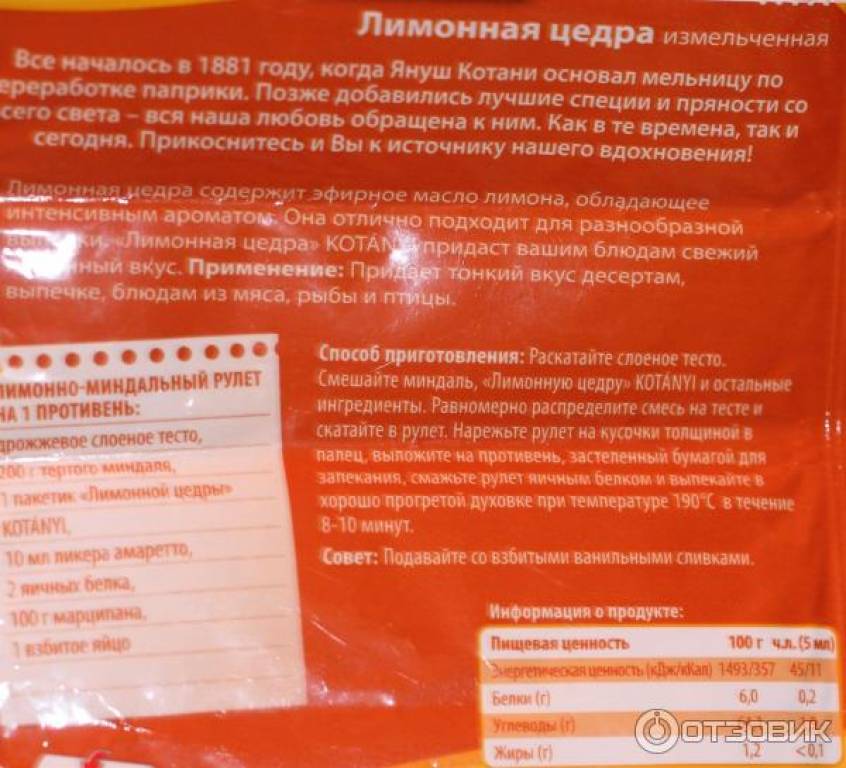 Лимонная цедра измельченная
Все началось в 1881 году, когда Януш Котани основал мельницу по
переработке паприки. Позже добавились лучшие специи и пряности со
всего света – вся наша любовь обращена к ним. Как в те времена, так и
сегодня. Прикоснитесь и Вы к источнику нашего вдохновения!
Лимонная цедра содержит эфирное масло лимона, обладающее
интенсивным ароматом. Она отлично подходит для разнообразной
выпечки. «Лимонная цедра» KOTÁNYI придаст вашим блюдам свежий
вкус. Применение: Придает тонкий вкус десертам,
выпечке, блюдам из мяса, рыбы и птицы.
ЛИМОННО-МИНДАЛЬНЫЙ РУЛЕТ
НА 1 ПРОТИВЕНЬ:
дрожжевое слоеное тесто,
200 г тертого миндаля,
1 пакетик «Лимонной цедры»
KOTÁNYI,
10 мл ликера амаретто,
2 яичных белка,
100 г марципана,
1 взбитое яйцо
Способ приготовления: Раскатайте слоеное тесто.
Смешайте миндаль, «Лимонную цедру» KOTÁNYI и остальные
ингредиенты. Равномерно распределите смесь на тесте и
скатайте в рулет. Нарежьте рулет на кусочки толщиной в
палец, выложите на противень, застеленный бумагой для
запекания, смажьте рулет яичным белком и выпекайте в
хорошо прогретой духовке при температуре 190°C в течение
8-10 минут.
Совет: Подавайте со взбитыми ванильными сливками.
Информация о продукте:
Пищевая ценность 100 г ч.л. (5 мл)
Энергетическая ценность (кДж/кКал) 1493/357 45/11
Белки (г) 6,0 0,2
Углеводы (г)
Жиры (г) 1,2 <0,1
ОТЗОВИК